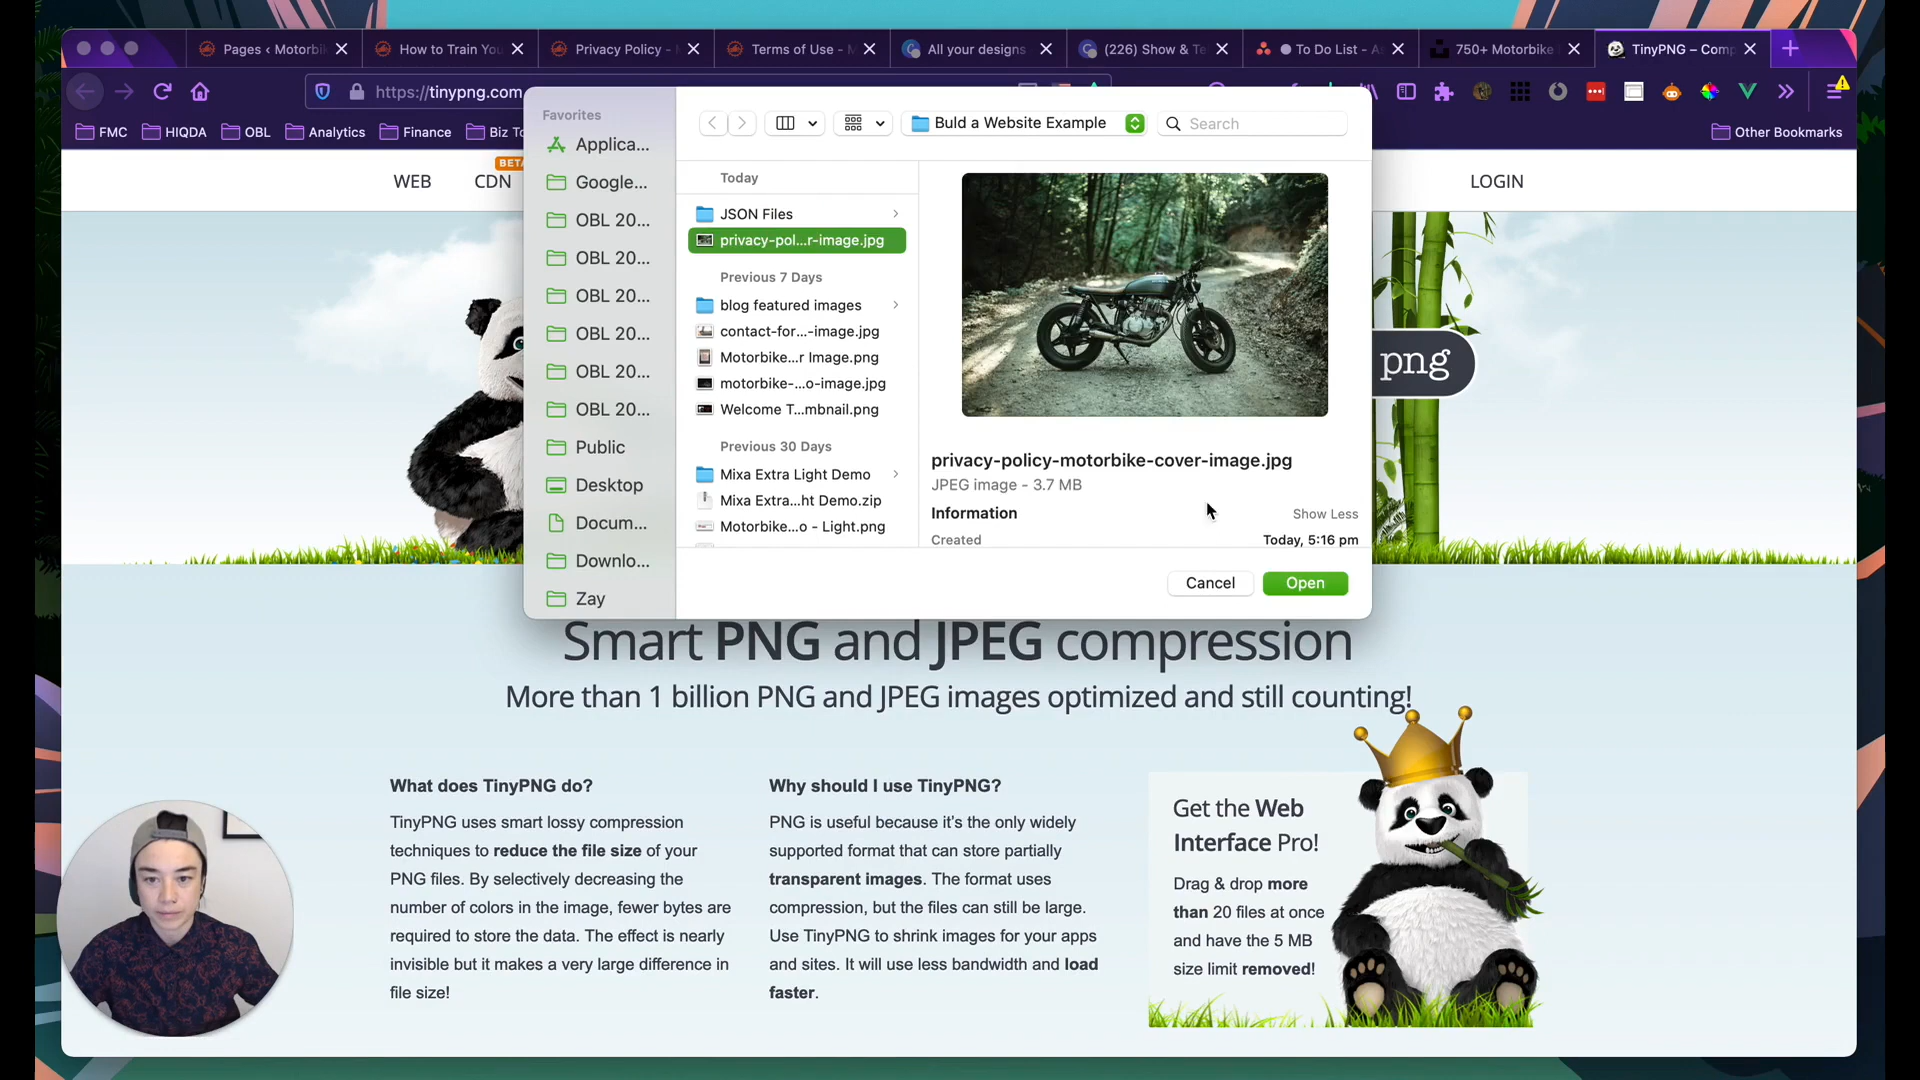 Pages ‹ Motorbi
How to Train You
Privacy Policy -
Terms of Use - M
All your designs
(226) Show & Te
To Do List - A
750+ Motorbike
TinyPNG – Comp
https://tinypng.com
FMC
HIQDA
OBL
Analytics
Finance
Biz To
Other Bookmarks
WEB
CDN
BETA
LOGIN
png
Favorites
Applica...
Google...
OBL 20...
OBL 20...
OBL 20...
OBL 20...
OBL 20...
OBL 20...
Public
Desktop
Docum...
Downlo...
Zay
Buld a Website Example
Search
Today
JSON Files
privacy-pol...r-image.jpg
Previous 7 Days
blog featured images
contact-for...-image.jpg
Motorbike...r Image.png
motorbike-...o-image.jpg
Welcome T...mbnail.png
Previous 30 Days
Mixa Extra Light Demo
Mixa Extra...ht Demo.zip
Motorbike...o - Light.png
privacy-policy-motorbike-cover-image.jpg
JPEG image - 3.7 MB
Information
Show Less
Created
Today, 5:16 pm
Cancel
Open
Smart PNG and JPEG compression
More than 1 billion PNG and JPEG images optimized and still counting!
What does TinyPNG do?
TinyPNG uses smart lossy compression
techniques to reduce the file size of your
PNG files. By selectively decreasing the
number of colors in the image, fewer bytes are
required to store the data. The effect is nearly
invisible but it makes a very large difference in
file size!
Why should I use TinyPNG?
PNG is useful because it's the only widely
supported format that can store partially
transparent images. The format uses
compression, but the files can still be large.
Use TinyPNG to shrink images for your apps
and sites. It will use less bandwidth and load
faster.
Get the Web
Interface Pro!
Drag & drop more
than 20 files at once
and have the 5 MB
size limit removed!